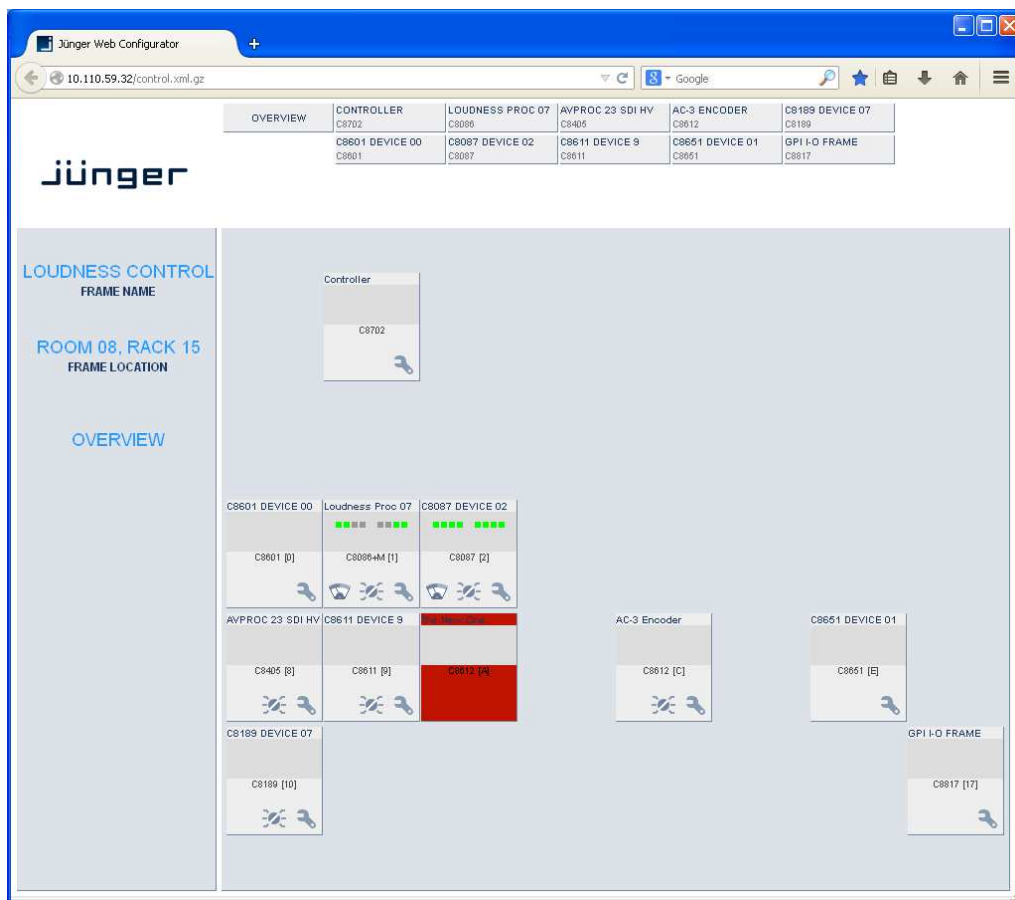 Jünger Web Configurator
10.110.59.32/control.xml.gz
Google
OVERVIEW
CONTROLLER
C8702
LOUDNESS PROC 07
C8086
AVPROC 23 SDI HV
C8405
AC-3 ENCODER
C8612
C8189 DEVICE 07
C8189
C8601 DEVICE 00
C8601
C8087 DEVICE 02
C8087
C8611 DEVICE 9
C8611
C8651 DEVICE 01
C8651
GPI I-O FRAME
C8817
jünger
LOUDNESS CONTROL
FRAME NAME
ROOM 08, RACK 15
FRAME LOCATION
OVERVIEW
Controller
C8702
C8601 DEVICE 00
C8601 [0]
Loudness Proc 07
C8086+M [1]
C8087 DEVICE 02
C8087 [2]
AVPROC 23 SDI HV
C8405 [8]
C8611 DEVICE 9
C8611 [9]
C8612 [A]
AC-3 Encoder
C8612 [C]
C8651 DEVICE 01
C8651 [E]
C8189 DEVICE 07
C8189 [10]
GPI I-O FRAME
C8817 [17]